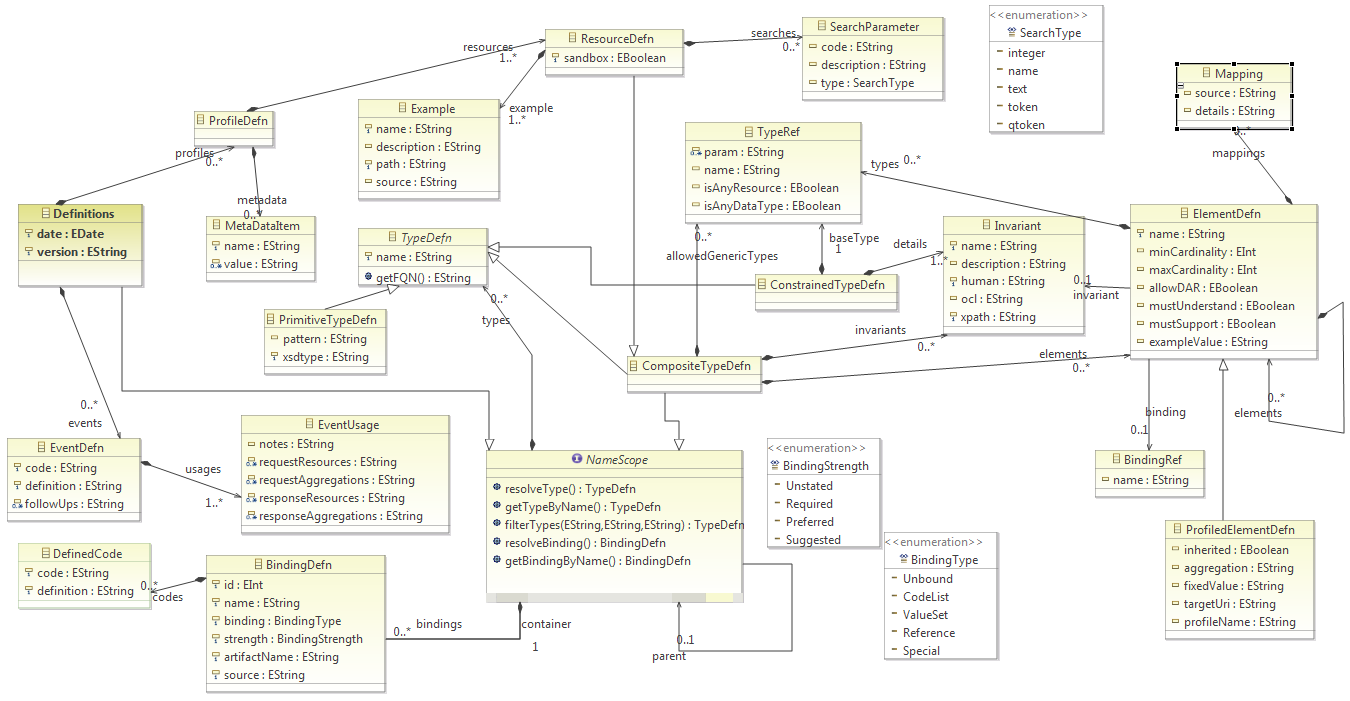 ResourceDefn
sandbox : EBoolean
resources
1..*
searches
0..*
SearchParameter
code : EString
description : EString
type : SearchType
<<enumeration>>
SearchType
integer
name
text
token
qtoken
Mapping
source : EString
details : EString
0..*
mappings
Example
name : EString
description : EString
path : EString
source : EString
example
1..*
ProfileDefn
profiles
0..*
metadata
0..*
MetaDataItem
name : EString
value : EString
Definitions
date : EDate
version : EString
TypeRef
param : EString
name : EString
isAnyResource : EBoolean
isAnyDataType : EBoolean
types
0..*
0..*
allowedGenericTypes
baseType
1
details
1..*
TypeDefn
name : EString
getFQN() : EString
0..*
types
PrimitiveTypeDefn
pattern : EString
xsdtype : EString
ConstrainedTypeDefn
Invariant
name : EString
description : EString
human : EString
ocl : EString
xpath : EString
0..1
invariant
ElementDefn
name : EString
minCardinality : EInt
maxCardinality : EInt
allowDAR : EBoolean
mustUnderstand : EBoolean
mustSupport : EBoolean
exampleValue : EString
invariants
0..*
elements
0..*
CompositeTypeDefn
0..*
elements
binding
0..1
BindingRef
name : EString
0..*
events
EventDefn
code : EString
definition : EString
followUps : EString
usages
1..*
EventUsage
notes : EString
requestResources : EString
requestAggregations : EString
responseResources : EString
responseAggregations : EString
NameScope
resolveType() : TypeDefn
getTypeByName() : TypeDefn
filterTypes(EString,EString,EString) : TypeDefn
resolveBinding() : BindingDefn
getBindingByName() : BindingDefn
<<enumeration>>
BindingStrength
Unstated
Required
Preferred
Suggested
<<enumeration>>
BindingType
Unbound
CodeList
ValueSet
Reference
Special
ProfiledElementDefn
inherited : EBoolean
aggregation : EString
fixedValue : EString
targetUri : EString
profileName : EString
DefinedCode
code : EString
definition : EString
0..*
codes
BindingDefn
id : EInt
name : EString
binding : BindingType
strength : BindingStrength
artifactName : EString
source : EString
0..*
bindings
container
1
0..1
parent